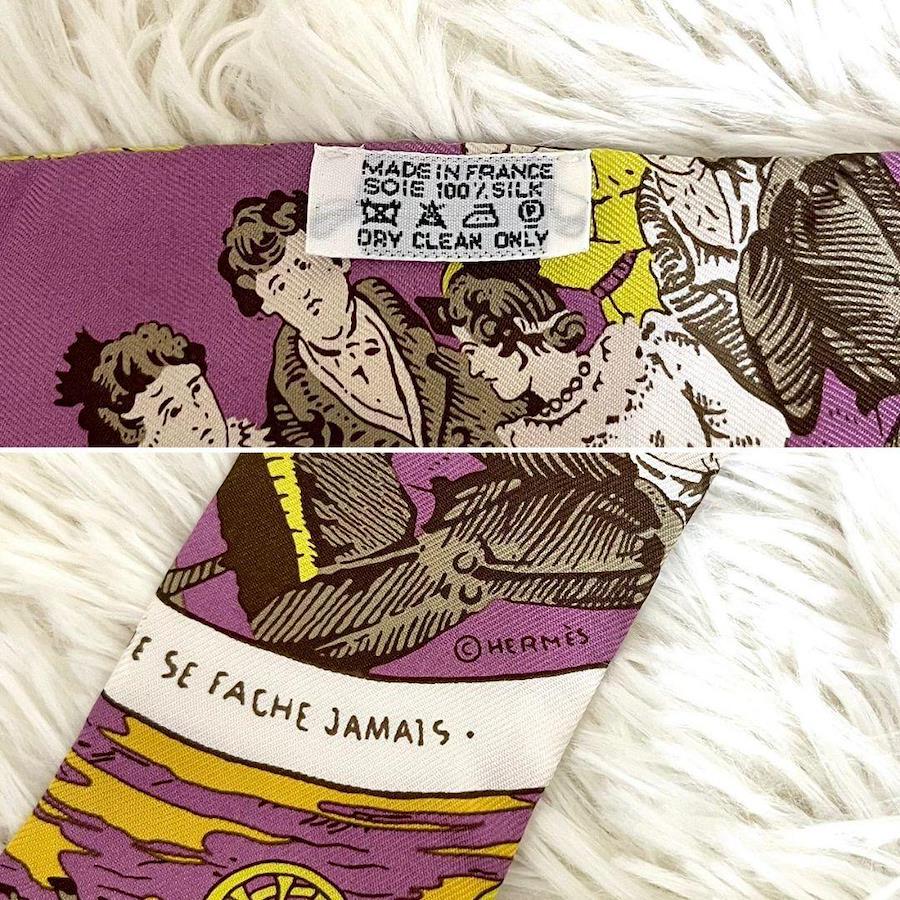 MADE IN FRANCE
SOIE 100% SILK
P
DRY CLEAN ONLY
©HERMÈS
E SE FACHE JAMAIS.